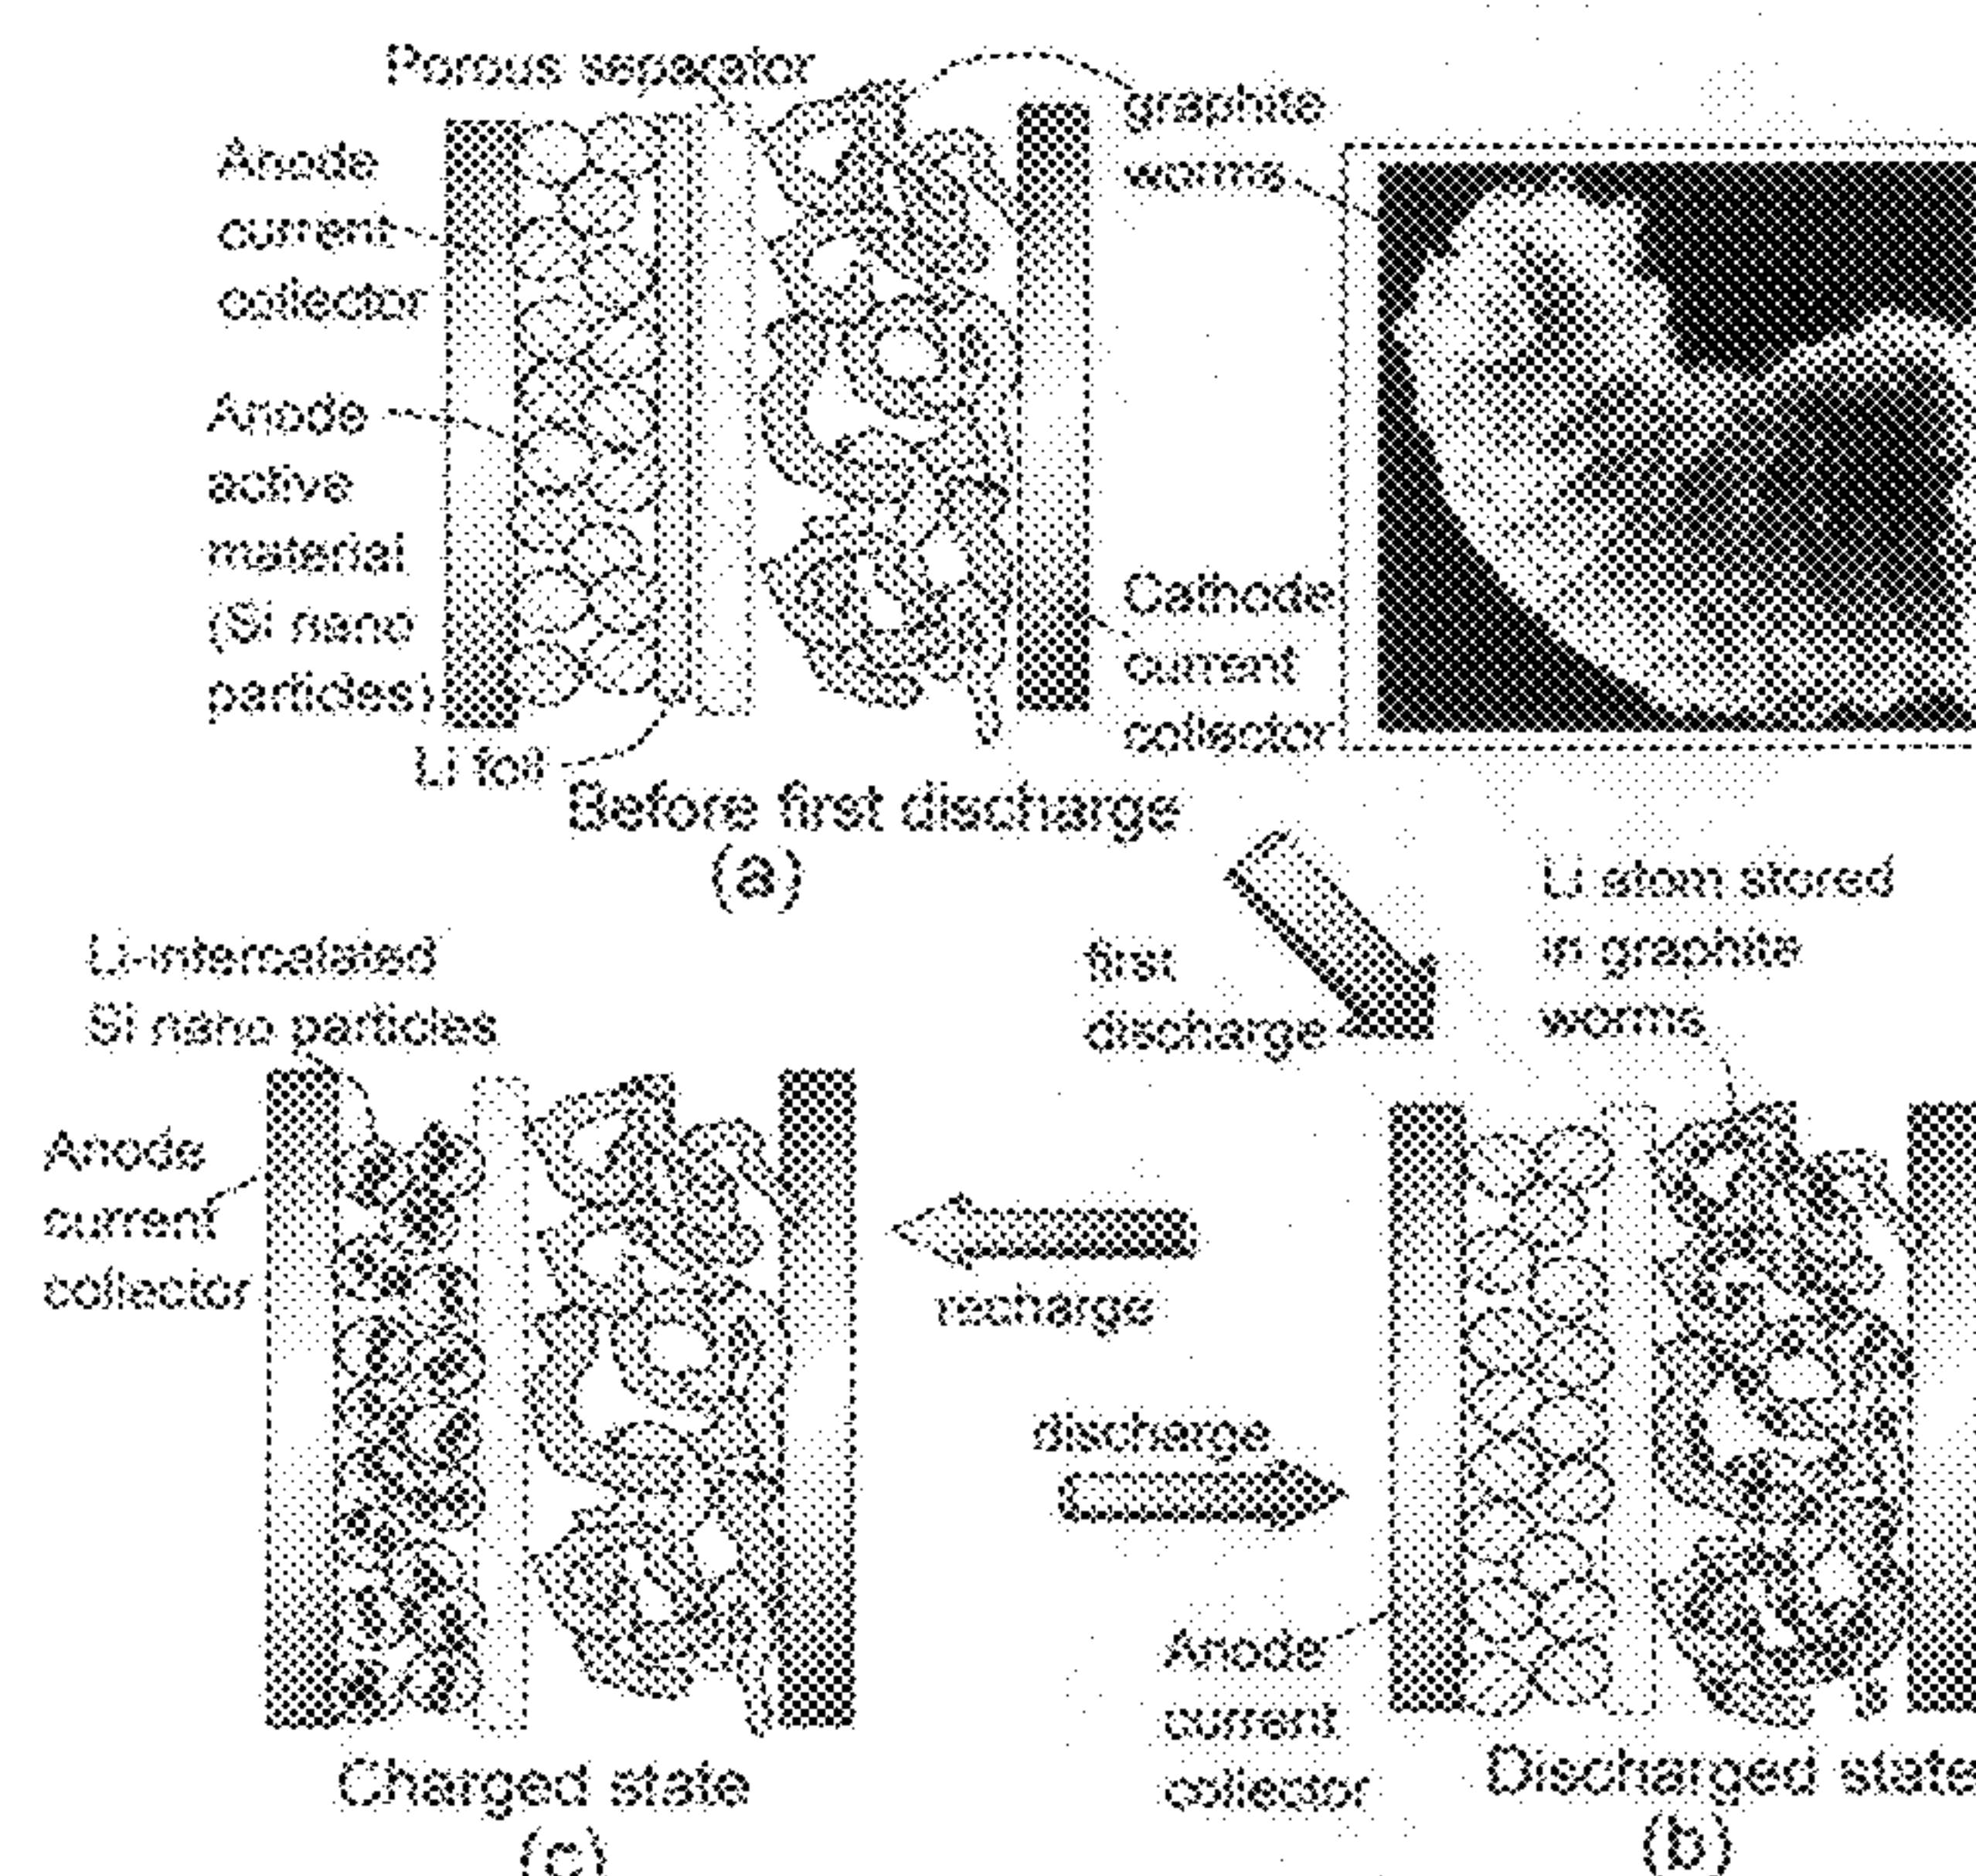 Porous separator
Anode
current
collector
graphite
worms
Anode
active
material
(Si nano
particles)
Cathode
current
collector
Li foil
Before first discharge
(a)
first
discharge
Li atom stored
in graphite
worms
Li-intercalated
Si nano particles
Anode
current
collector
recharge
discharge
Anode
current
collector
Charged state
(c)
Discharged state
(b)